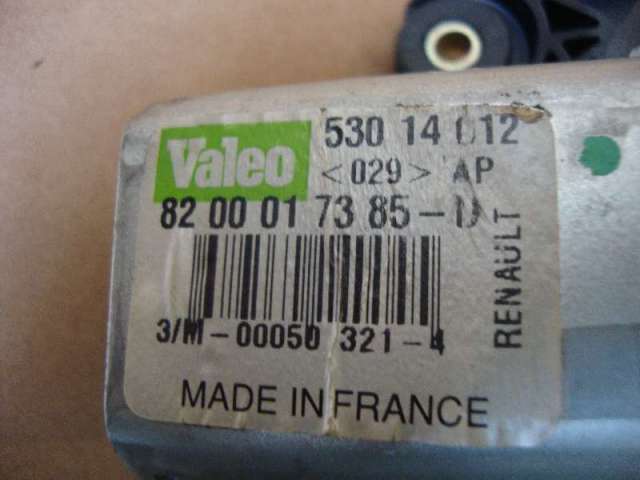 Valeo
530 14 012
<029> AP
82 00 01 73 85-D
3/M-00050 321-4
RENAULT
MADE IN FRANCE